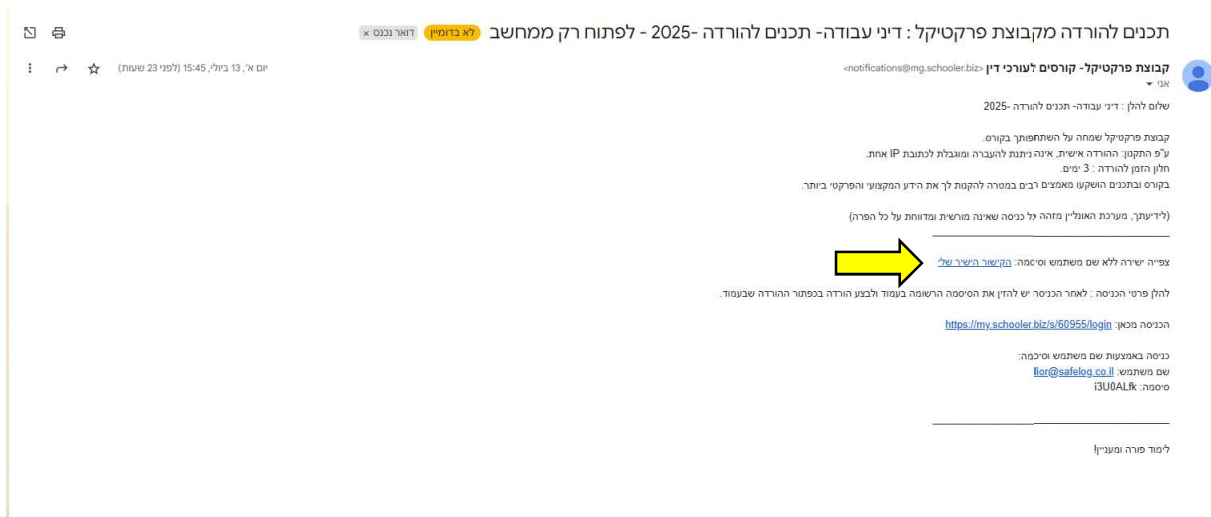 תכנים להורדה מקבוצת פרקטיקל : דיני עבודה- תכנים להורדה -2025 - לפתוח רק ממחשב לא בדומיין דואר נכנס x
קבוצת פרקטיקל- קורסים לעורכי דין <notifications@mg.schooler.biz> יום א', 13 ביולי, 15:45 (לפני 23 שעות)
אני
שלום להלן : דיני עבודה- תכנים להורדה -2025
קבוצת פרקטיקל שמחה על השתתפותך בקורס.
ע"פ התקנון: ההורדה אישית, אינה ניתנת להעברה ומוגבלת לכתובת IP אחת.
חלון הזמן להורדה : 3 ימים.
בקורס ובתכנים הושקעו מאמצים רבים במטרה להקנות לך את הידע המקצועי והפרקטי ביותר.
(לידיעתך, מערכת האונליין מזהה כל כניסה שאינה מורשית ומדווחת על כל הפרה)
צפייה ישירה ללא שם משתמש וסיסמה: הקישור הישיר שלי
להלן פרטי הכניסה : לאחר הכניסה יש להזין את הסיסמה הרשומה בעמוד ולבצע הורדה בכפתור ההורדה שבעמוד.
הכניסה מכאן: https://my.schooler.biz/s/60955/login
כניסה באמצעות שם משתמש וסיסמה:
שם משתמש: lior@safelog.co.il
סיסמה: i3U0ALfk
לימוד פורה ומעניין!